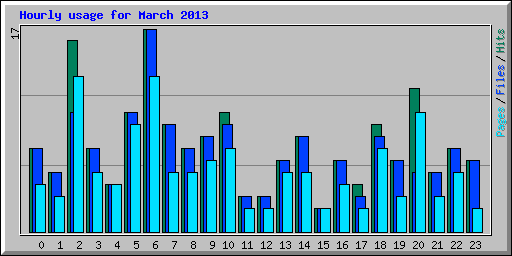 Hourly usage for March 2013
17
Pages/Files/Hits
0 1 2 3 4 5 6 7 8 9 10 11 12 13 14 15 16 17 18 19 20 21 22 23